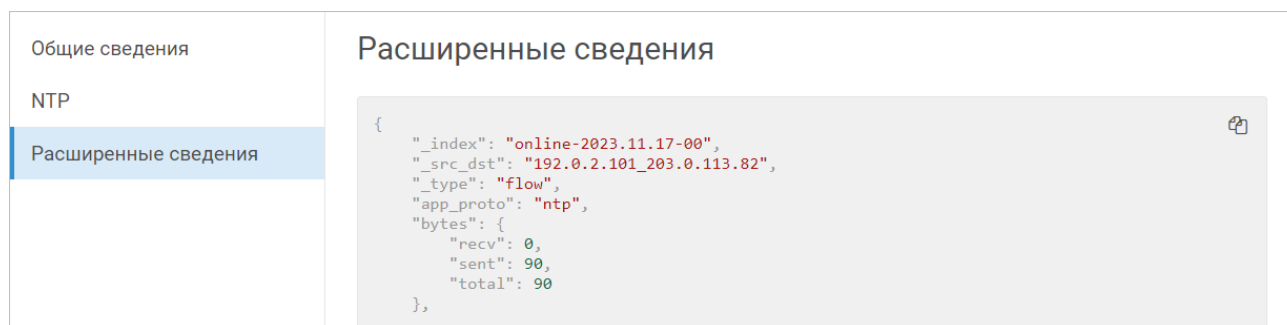 Общие сведения
NTP
Расширенные сведения
Расширенные сведения
{
    "_index": "online-2023.11.17-00",
    "_src_dst": "192.0.2.101_203.0.113.82",
    "_type": "flow",
    "app_proto": "ntp",
    "bytes": {
        "recv": 0,
        "sent": 90,
        "total": 90
    },